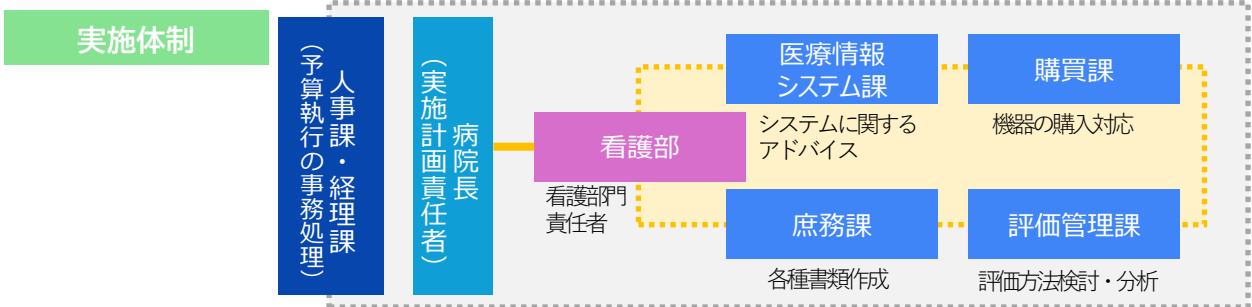 実施体制
人事課・経理課
（予算執行の事務処理）
病院長
（実施計画責任者）
看護部
看護部門
責任者
医療情報
システム課
システムに関する
アドバイス
購買課
機器の購入対応
庶務課
各種書類作成
評価管理課
評価方法検討・分析